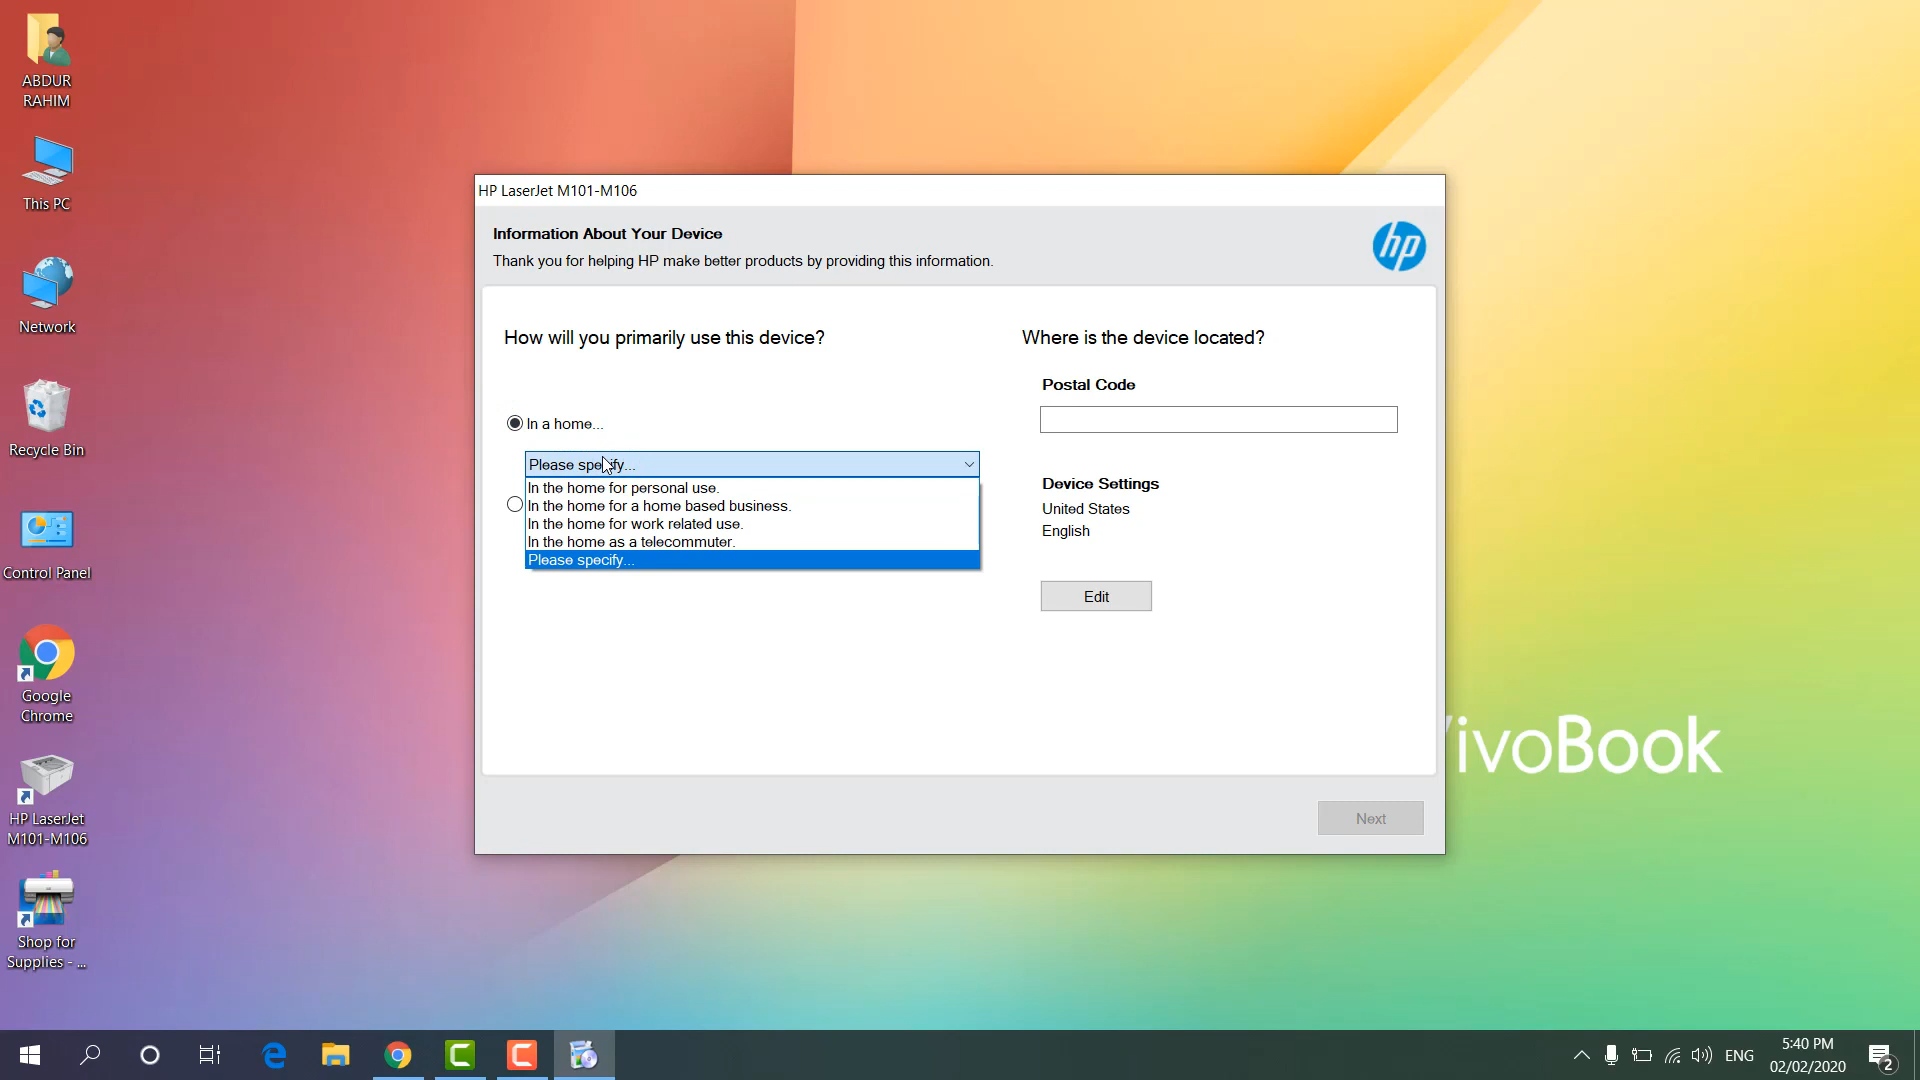 ABDUR
RAHIM
This PC
Network
Recycle Bin
Control Panel
Google
Chrome
HP LaserJet
M101-M106
Shop for
Supplies - ...
HP LaserJet M101-M106
Information About Your Device
Thank you for helping HP make better products by providing this information.
hp
How will you primarily use this device?
In a home...
Please specify...
In the home for personal use.
In the home for a home based business.
In the home for work related use.
In the home as a telecommuter.
Please specify...
Where is the device located?
Postal Code
Device Settings
United States
English
Edit
Next
VivoBook
ENG
5:40 PM
02/02/2020
2